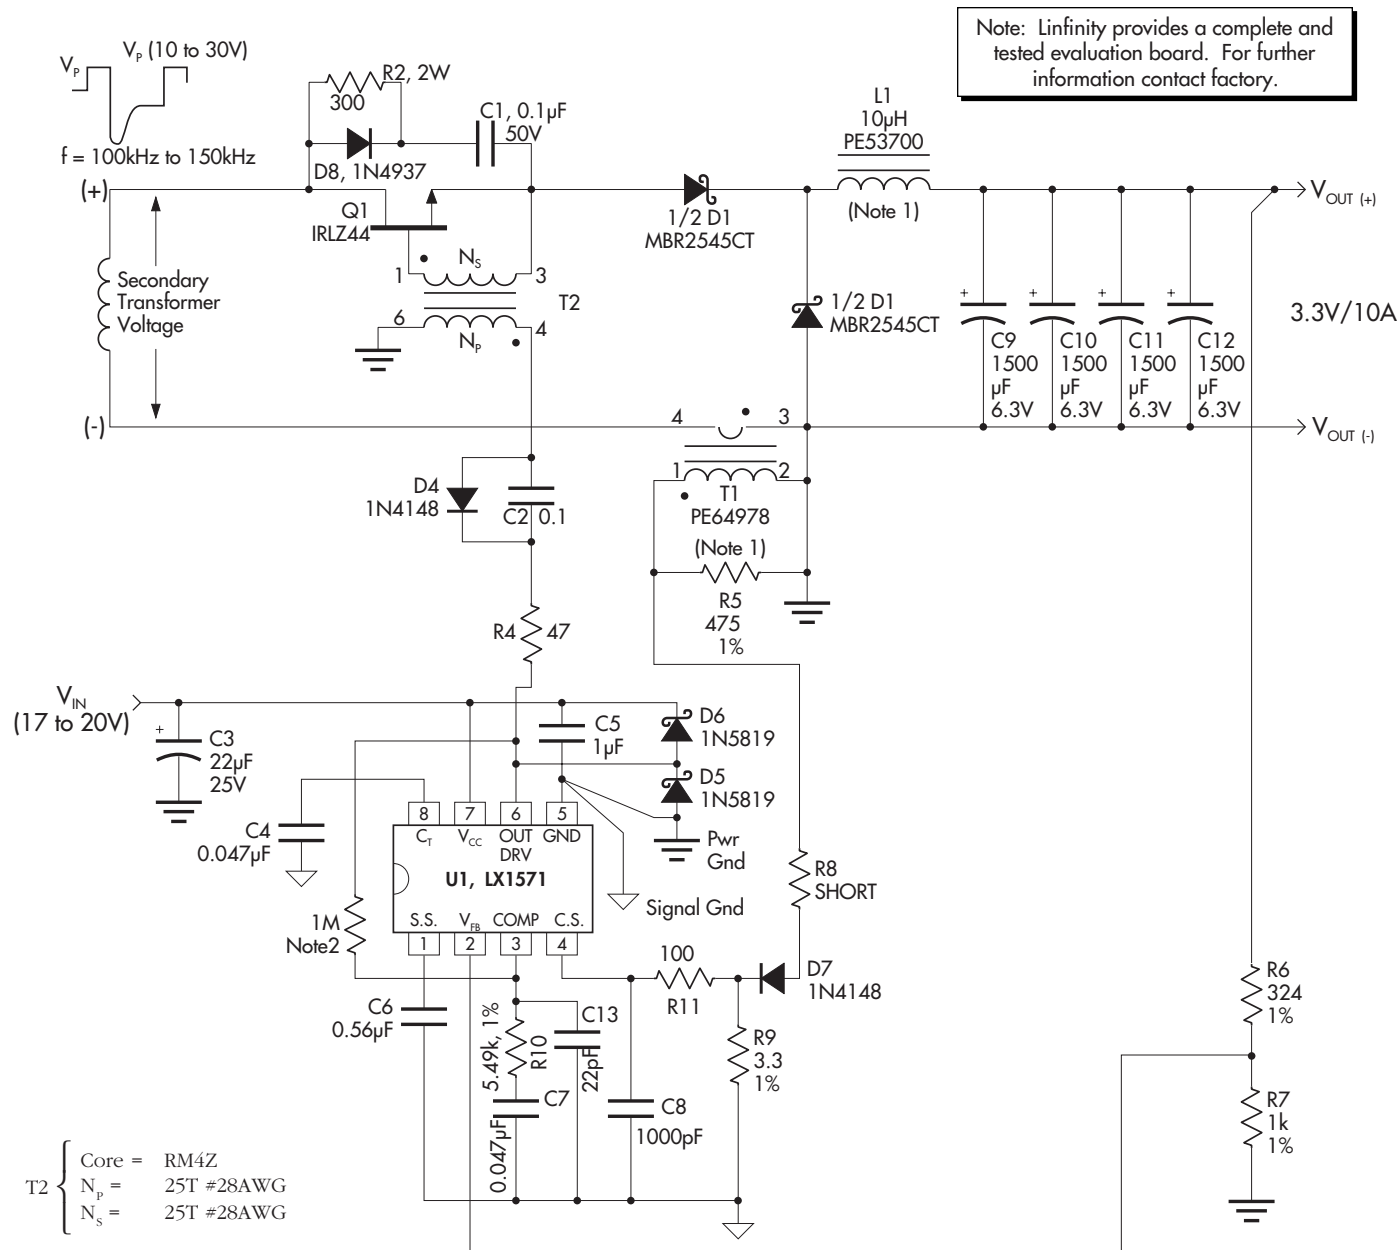 Note: Linfinity provides a complete and
tested evaluation board. For further
information contact factory.
VP (10 to 30V)
VP
f = 100kHz to 150kHz
R2, 2W
300
C1, 0.1µF
50V
D8, 1N4937
L1
10µH
PE53700
(Note 1)
(+)
VOUT (+)
Q1
IRLZ44
1/2 D1
MBR2545CT
Secondary
Transformer
Voltage
1
NS
3
T2
6
NP
4
1/2 D1
MBR2545CT
+
+
+
+
3.3V/10A
C9
1500
µF
6.3V
C10
1500
µF
6.3V
C11
1500
µF
6.3V
C12
1500
µF
6.3V
(-)
4
3
VOUT (-)
1
2
T1
PE64978
(Note 1)
D4
1N4148
C2 0.1
R5
475
1%
R4
47
VIN
(17 to 20V)
+
C3
22µF
25V
C5
1µF
D6
1N5819
D5
1N5819
C4
0.047µF
8
7
6
5
CT
VCC
OUT
DRV
GND
Pwr
Gnd
U1, LX1571
Signal Gnd
R8
SHORT
1M
Note2
S.S.
VFB
COMP
C.S.
1
2
3
4
100
R11
D7
1N4148
R6
324
1%
C6
0.56µF
5.49k, 1%
R10
C13
22pF
R9
3.3
1%
C7
0.047µF
C8
1000pF
R7
1k
1%
T2
Core = RM4Z
NP = 25T #28AWG
NS = 25T #28AWG